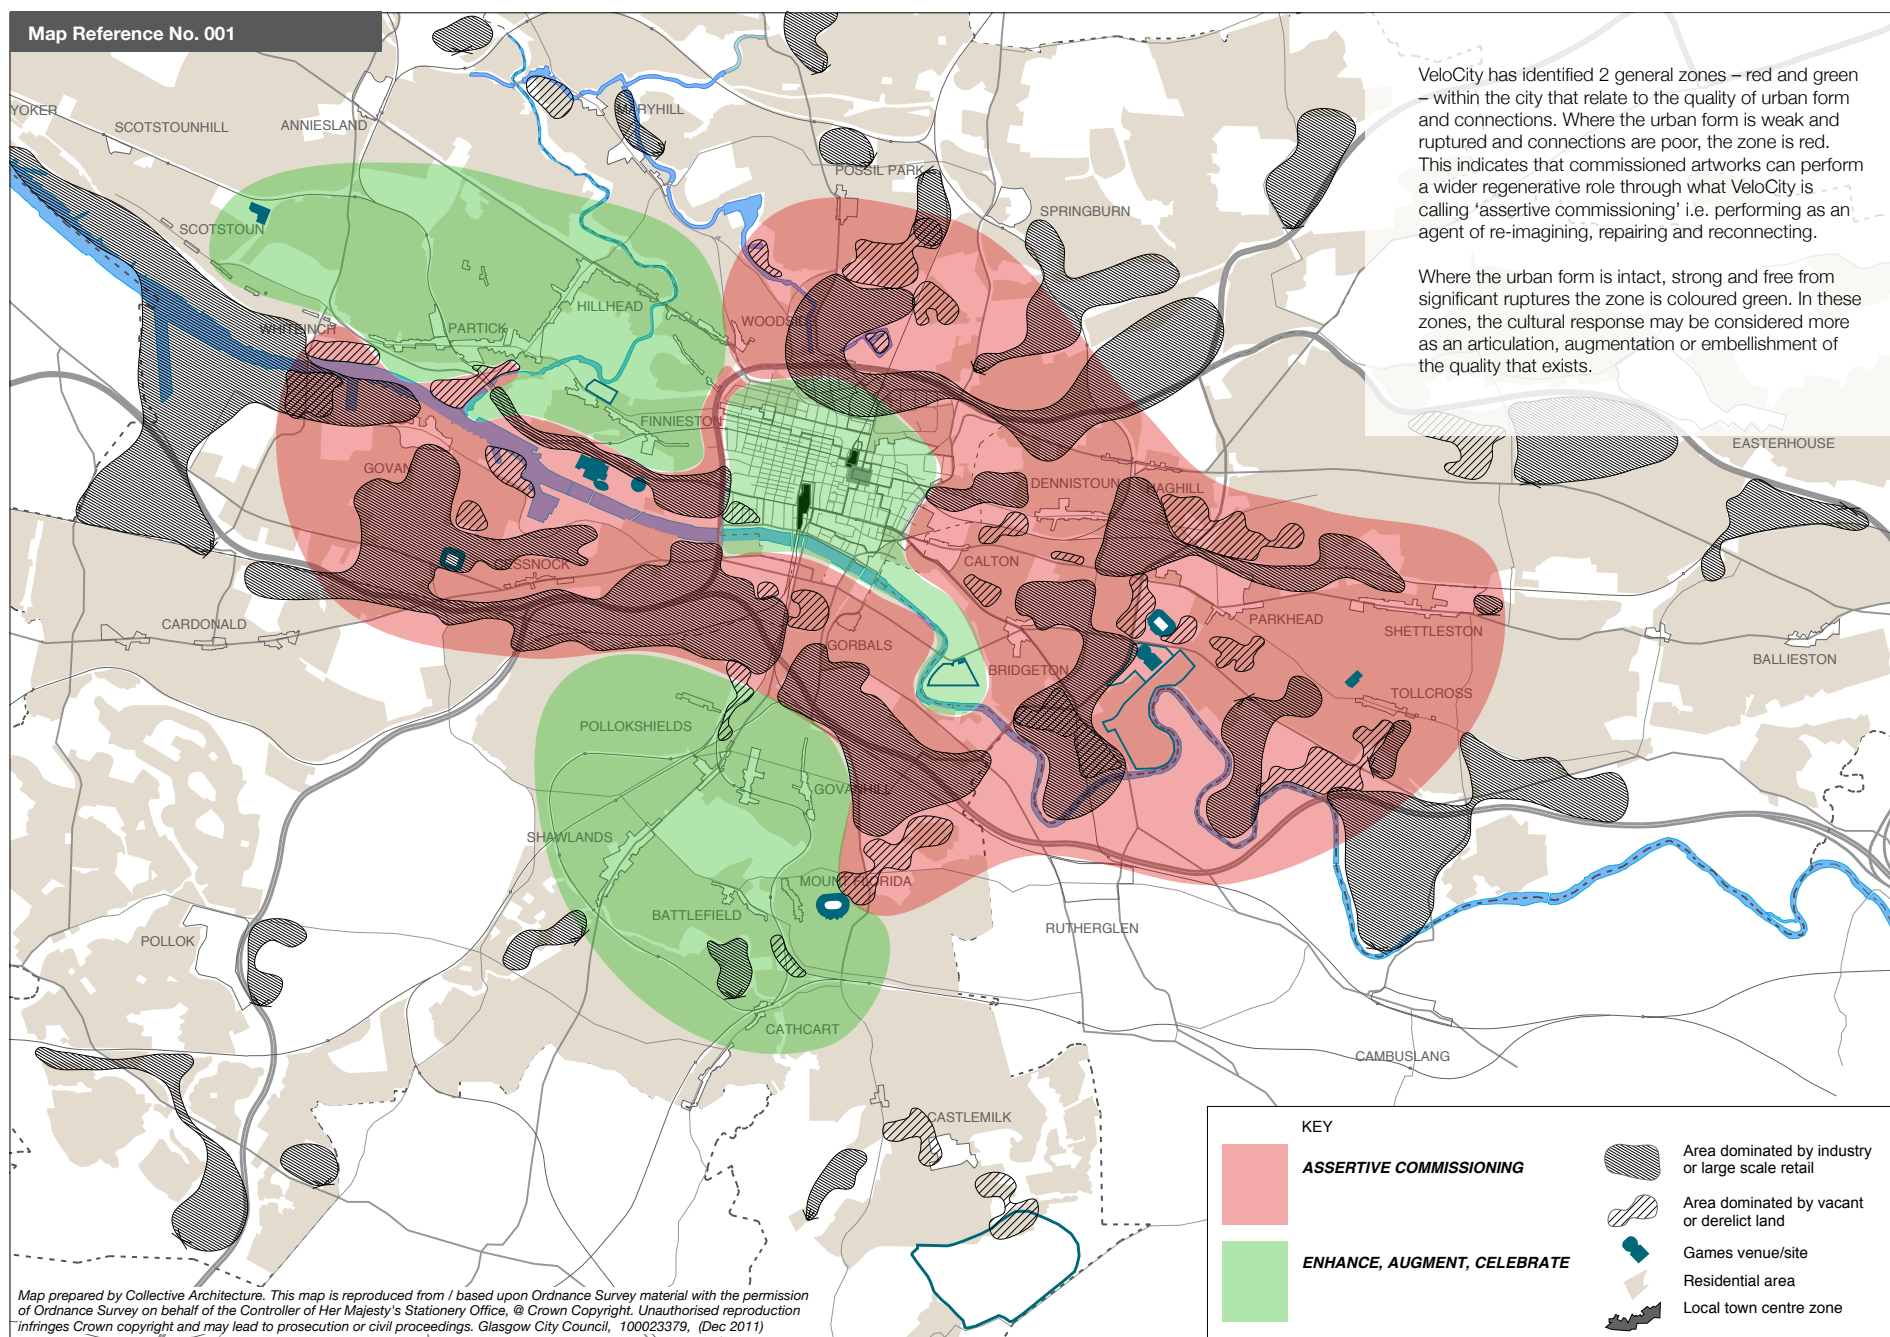 Map Reference No. 001
VeloCity has identified 2 general zones – red and green
– within the city that relate to the quality of urban form
and connections. Where the urban form is weak and
ruptured and connections are poor, the zone is red.
This indicates that commissioned artworks can perform
a wider regenerative role through what VeloCity is
calling ‘assertive commissioning’ i.e. performing as an
agent of re-imagining, repairing and reconnecting.
Where the urban form is intact, strong and free from
significant ruptures the zone is coloured green. In these
zones, the cultural response may be considered more
as an articulation, augmentation or embellishment of
the quality that exists.
YOKER
SCOTSTOUNHILL
ANNIESLAND
MARYHILL
POSSIL PARK
SPRINGBURN
SCOTSTOUN
HILLHEAD
WHITEINCH
PARTICK
WOODSIDE
FINNIESTON
EASTERHOUSE
GOVAN
DENNISTOUN
HAGHILL
CESSNOCK
CALTON
CARDONALD
PARKHEAD
SHETTLESTON
GORBALS
BRIDGETON
BALLIESTON
TOLLCROSS
POLLOKSHIELDS
GOVANHILL
SHAWLANDS
MOUNT FLORIDA
BATTLEFIELD
RUTHERGLEN
POLLOK
CATHCART
CAMBUSLANG
CASTLEMILK
KEY
ASSERTIVE COMMISSIONING
ENHANCE, AUGMENT, CELEBRATE
Area dominated by industry
or large scale retail
Area dominated by vacant
or derelict land
Games venue/site
Residential area
Local town centre zone
Map prepared by Collective Architecture. This map is reproduced from / based upon Ordnance Survey material with the permission
of Ordnance Survey on behalf of the Controller of Her Majesty's Stationery Office, @ Crown Copyright. Unauthorised reproduction
infringes Crown copyright and may lead to prosecution or civil proceedings. Glasgow City Council, 100023379, (Dec 2011)